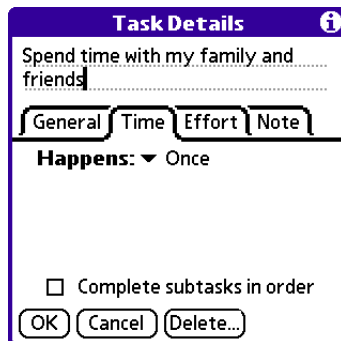 Task Details
Spend time with my family and
friends
General Time Effort Note
Happens: Once
Complete subtasks in order
OK Cancel Delete...